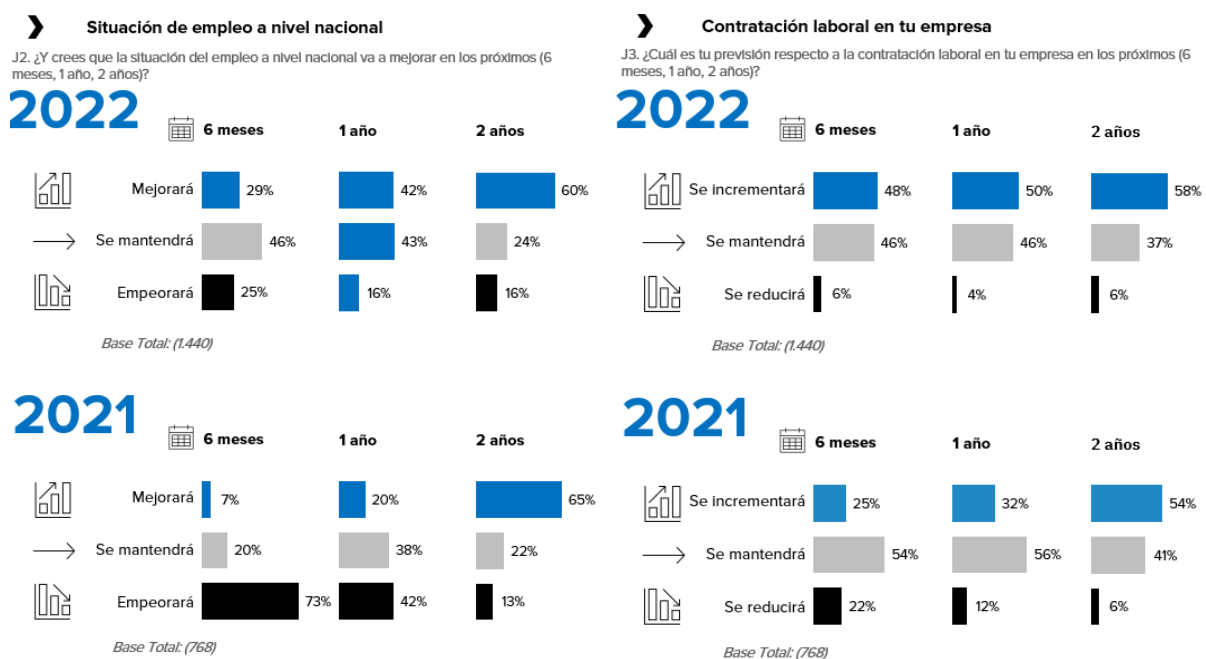 Situación de empleo a nivel nacional
J2. ¿Y crees que la situación del empleo a nivel nacional va a mejorar en los próximos (6
meses, 1 año, 2 años)?
2022
6 meses 1 año 2 años
Mejorará 29% 42% 60%
Se mantendrá 46% 43% 24%
Empeorará 25% 16% 16%
Base Total: (1.440)
2021
6 meses 1 año 2 años
Mejorará 7% 20% 65%
Se mantendrá 20% 38% 22%
Empeorará 73% 42% 13%
Base Total: (768)
Contratación laboral en tu empresa
J3. ¿Cuál es tu previsión respecto a la contratación laboral en tu empresa en los próximos (6
meses, 1 año, 2 años)?
2022
6 meses 1 año 2 años
Se incrementará 48% 50% 58%
Se mantendrá 46% 46% 37%
Se reducirá 6% 4% 6%
Base Total: (1.440)
2021
6 meses 1 año 2 años
Se incrementará 25% 32% 54%
Se mantendrá 54% 56% 41%
Se reducirá 22% 12% 6%
Base Total: (768)